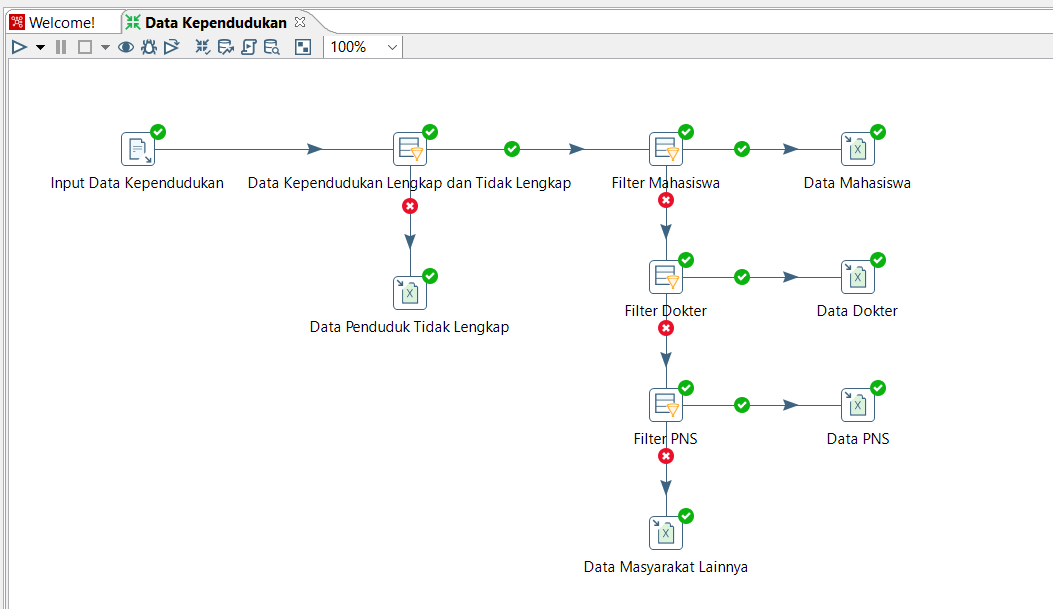 Welcome!
Data Kependudukan
100%
Input Data Kependudukan
Data Kependudukan Lengkap dan Tidak Lengkap
Filter Mahasiswa
Data Mahasiswa
Data Penduduk Tidak Lengkap
Filter Dokter
Data Dokter
Filter PNS
Data PNS
Data Masyarakat Lainnya